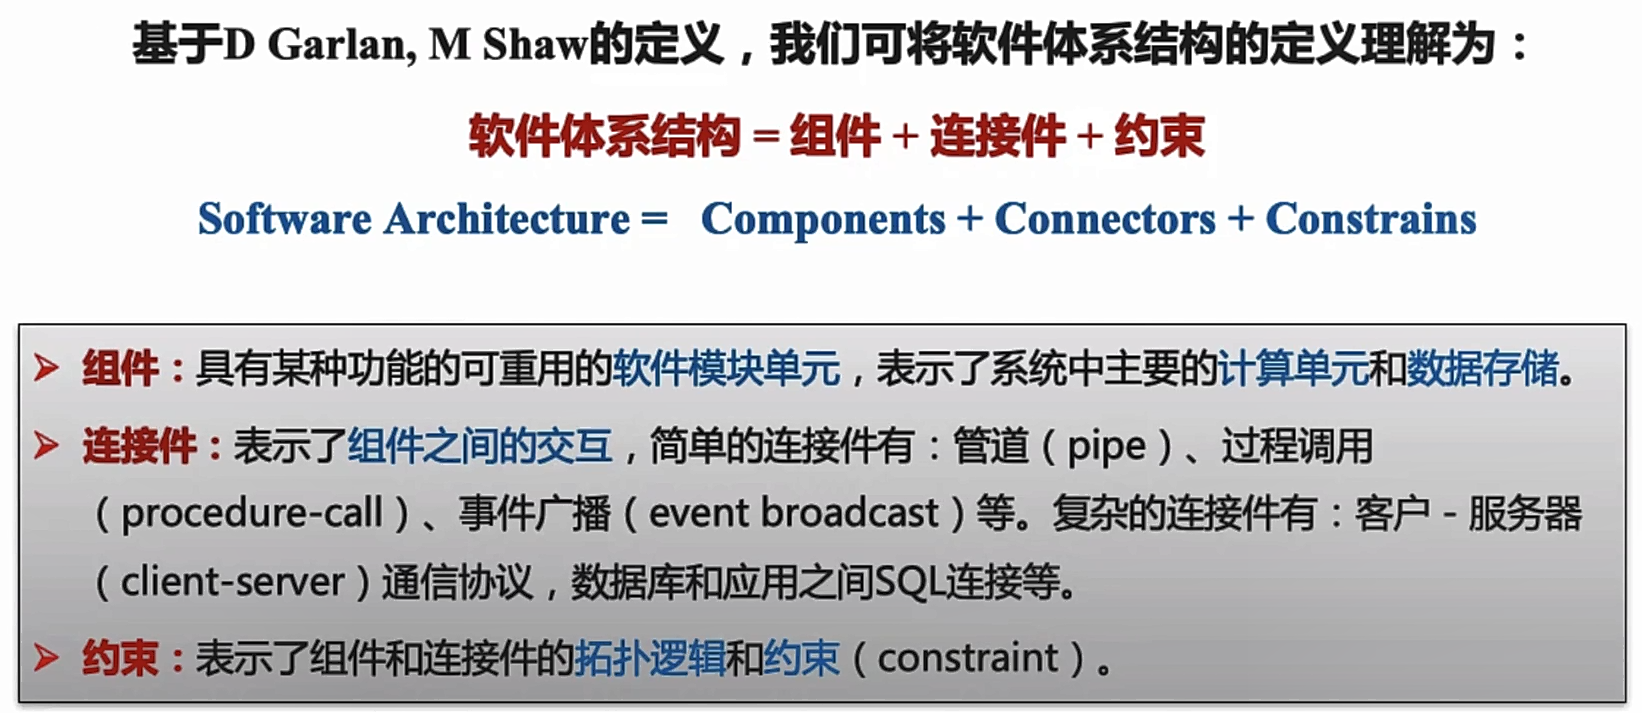 基于D Garlan, M Shaw的定义，我们可将软件体系结构的定义理解为：
软件体系结构 = 组件 + 连接件 + 约束
Software Architecture = Components + Connectors + Constrains
➢ 组件：具有某种功能的可重用的软件模块单元，表示了系统中主要的计算单元和数据存储。
➢ 连接件：表示了组件之间的交互，简单的连接件有：管道（pipe）、过程调用
（procedure-call）、事件广播（event broadcast）等。复杂的连接件有：客户 - 服务器
（client-server）通信协议，数据库和应用之间SQL连接等。
➢ 约束：表示了组件和连接件的拓扑逻辑和约束（constraint）。